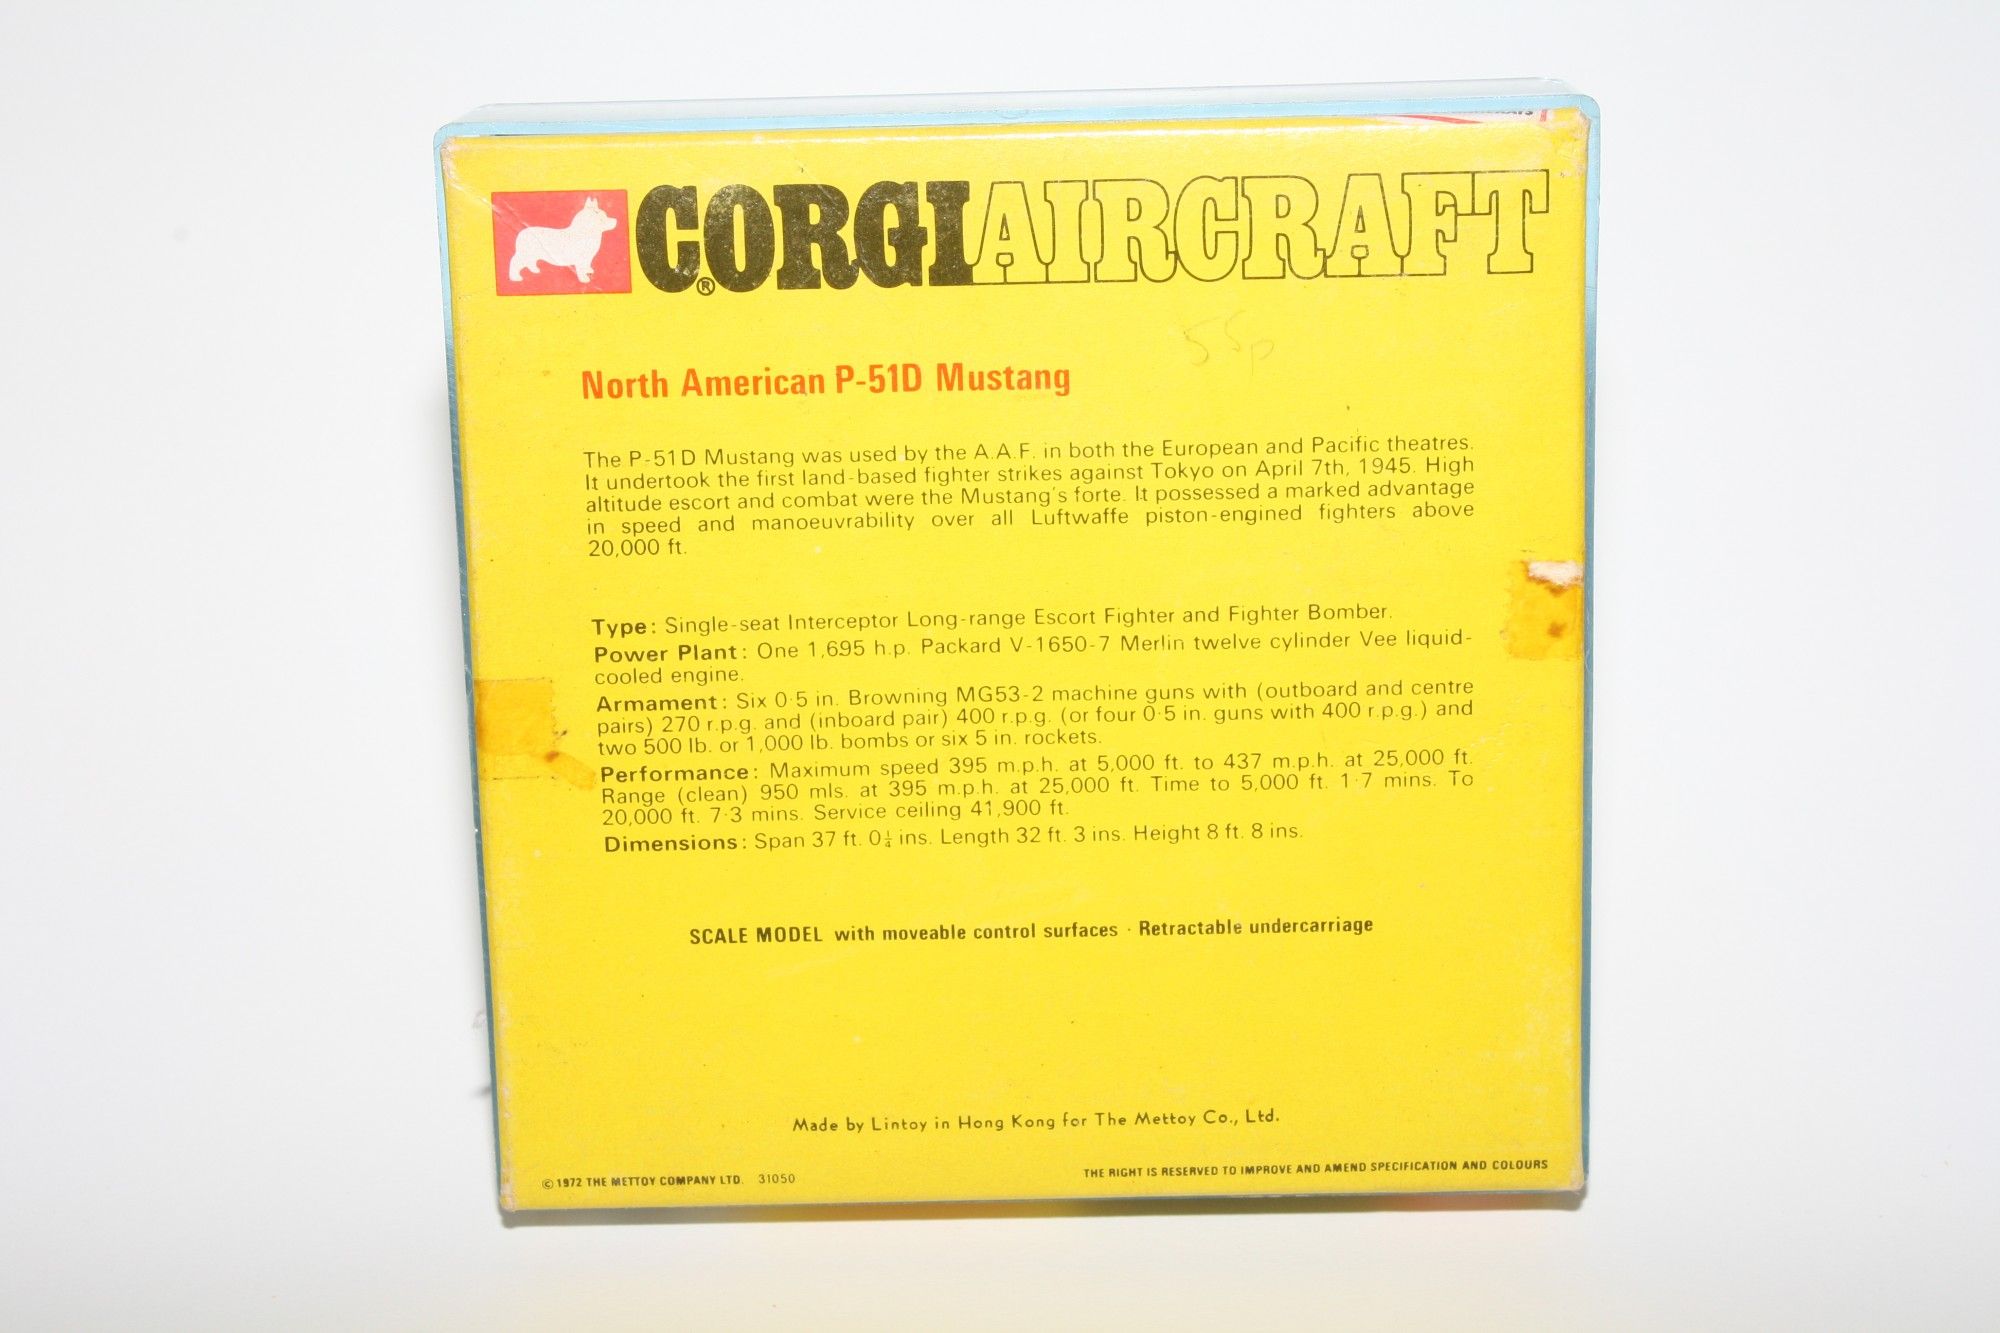 CORGI AIRCRAFT
®
55p
North American P-51D Mustang
The P-51D Mustang was used by the A.A.F. in both the European and Pacific theatres.
It undertook the first land-based fighter strikes against Tokyo on April 7th, 1945. High
altitude escort and combat were the Mustang's forte. It possessed a marked advantage
in speed and manoeuvrability over all Luftwaffe piston-engined fighters above
20,000 ft.
Type: Single-seat Interceptor Long-range Escort Fighter and Fighter Bomber.
Power Plant: One 1,695 h.p. Packard V-1650-7 Merlin twelve cylinder Vee liquid-
cooled engine.
Armament: Six 0·5 in. Browning MG53-2 machine guns with (outboard and centre
pairs) 270 r.p.g. and (inboard pair) 400 r.p.g. (or four 0·5 in. guns with 400 r.p.g.) and
two 500 lb. or 1,000 lb. bombs or six 5 in. rockets.
Performance: Maximum speed 395 m.p.h. at 5,000 ft. to 437 m.p.h. at 25,000 ft.
Range (clean) 950 mls. at 395 m.p.h. at 25,000 ft. Time to 5,000 ft. 1·7 mins. To
20,000 ft. 7·3 mins. Service ceiling 41,900 ft.
Dimensions: Span 37 ft. 0¼ ins. Length 32 ft. 3 ins. Height 8 ft. 8 ins.
SCALE MODEL with moveable control surfaces · Retractable undercarriage
Made by Lintoy in Hong Kong for The Mettoy Co., Ltd.
© 1972 THE METTOY COMPANY LTD. 31050
THE RIGHT IS RESERVED TO IMPROVE AND AMEND SPECIFICATION AND COLOURS